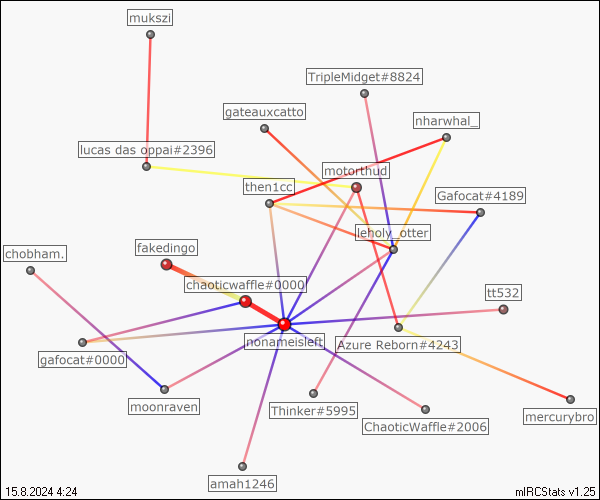 mukszi
TripleMidget#8824
gateauxcatto
nharwhal_
lucas das oppai#2396
motorthud
then1cc
Gafocat#4189
leholy_otter
fakedingo
chobham.
chaoticwaffle#0000
tt532
nonameisleft
Azure Reborn#4243
gafocat#0000
moonraven
Thinker#5995
mercurybro
ChaoticWaffle#2006
amah1246
15.8.2024 4:24
mIRCStats v1.25